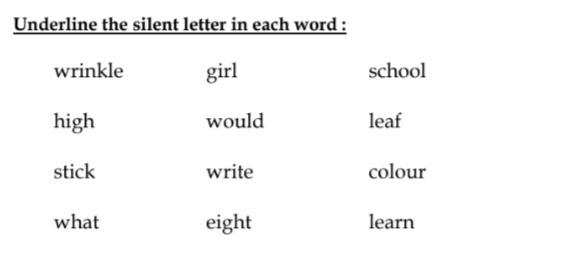 Underline the silent letter in each word :
wrinkle girl school
high would leaf
stick write colour
what eight learn